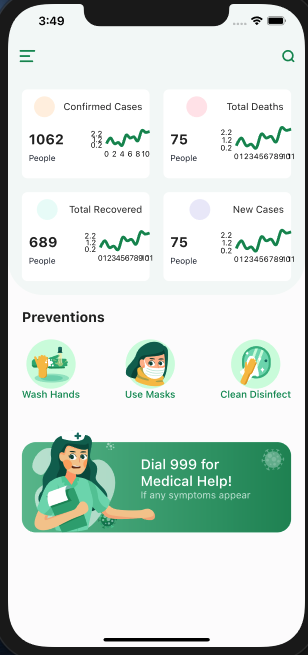 3:49
Confirmed Cases
1062
People
2.2
1.2
0.2
0 2 4 6 8 10
Total Deaths
75
People
2.2
1.2
0.2
01234567891011
Total Recovered
689
People
2.2
1.2
0.2
01234567891011
New Cases
75
People
2.2
1.2
0.2
01234567891011
Preventions
Wash Hands
Use Masks
Clean Disinfect
Dial 999 for
Medical Help!
If any symptoms appear